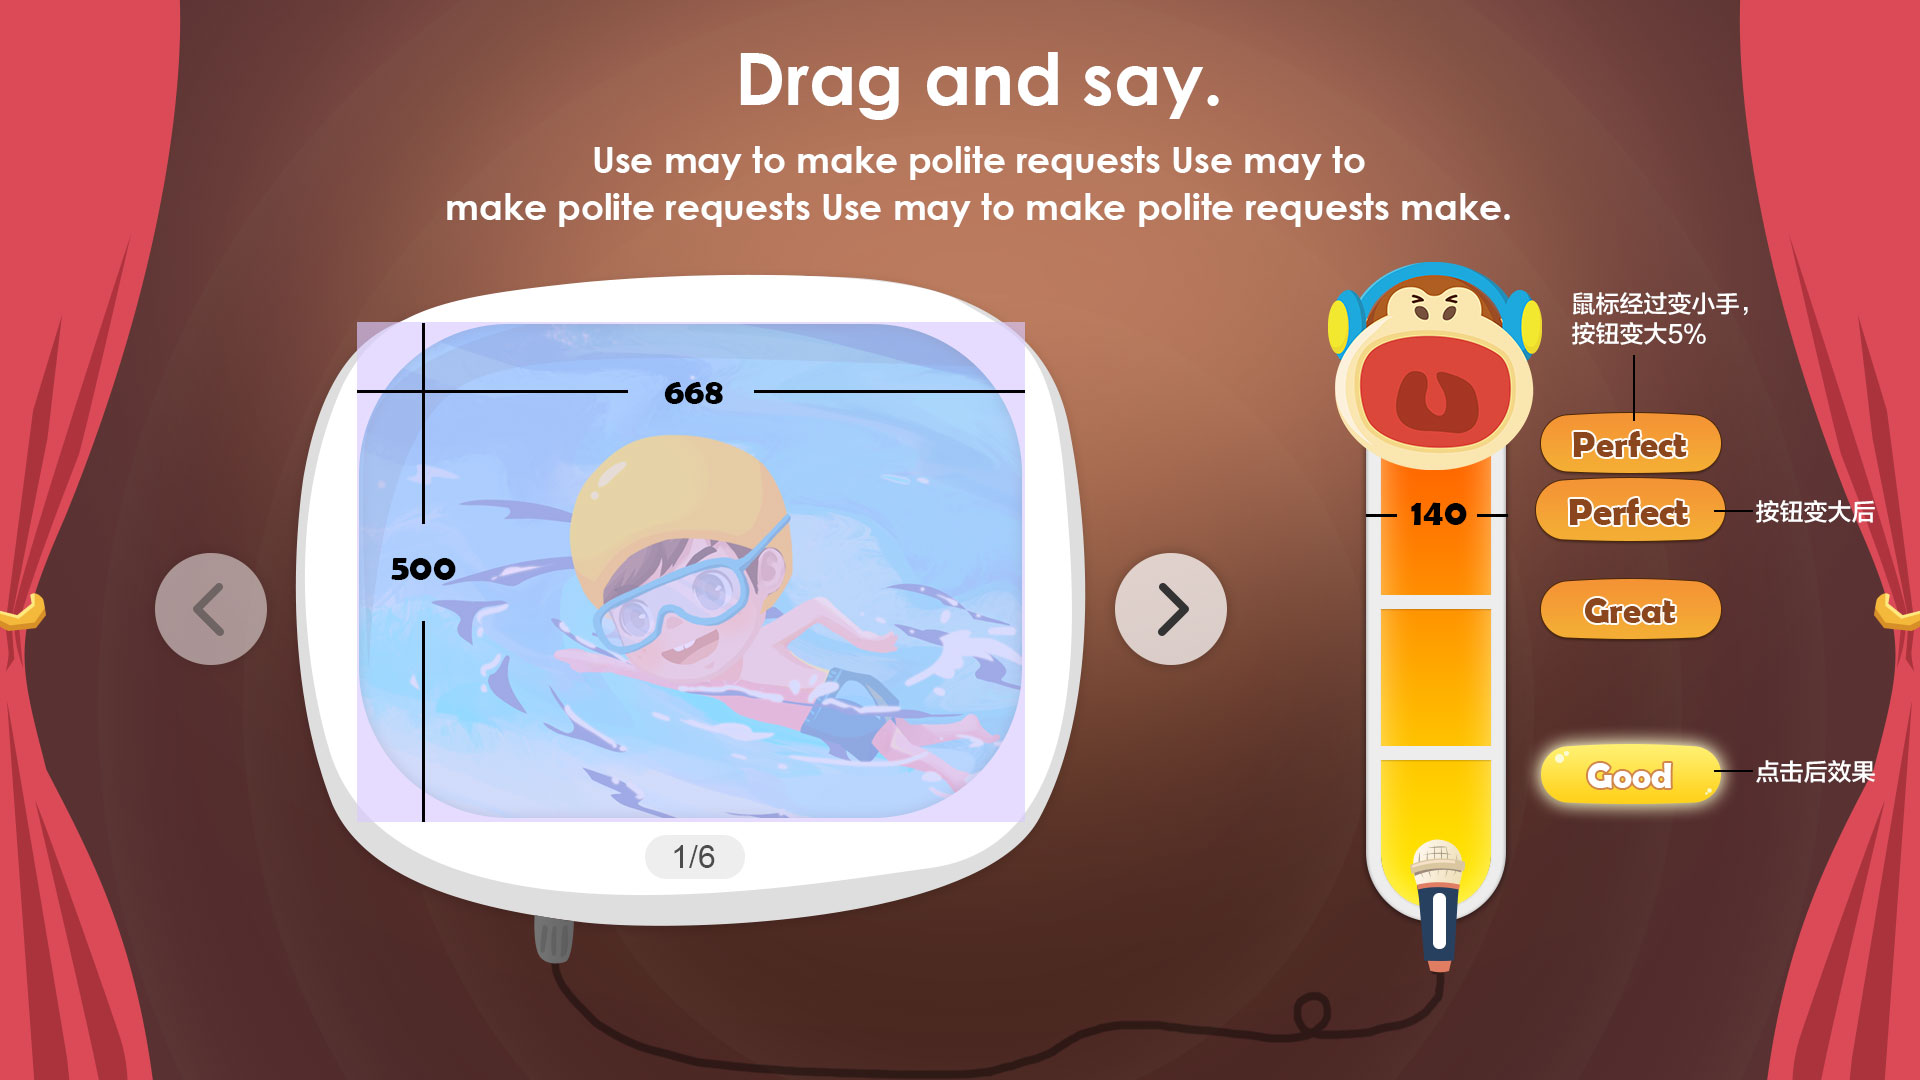 Drag and say.
Use may to make polite requests Use may to
make polite requests Use may to make polite requests make.
668
500
1/6
140
鼠标经过变小手，
按钮变大5%
Perfect
Perfect
按钮变大后
Great
Good
点击后效果